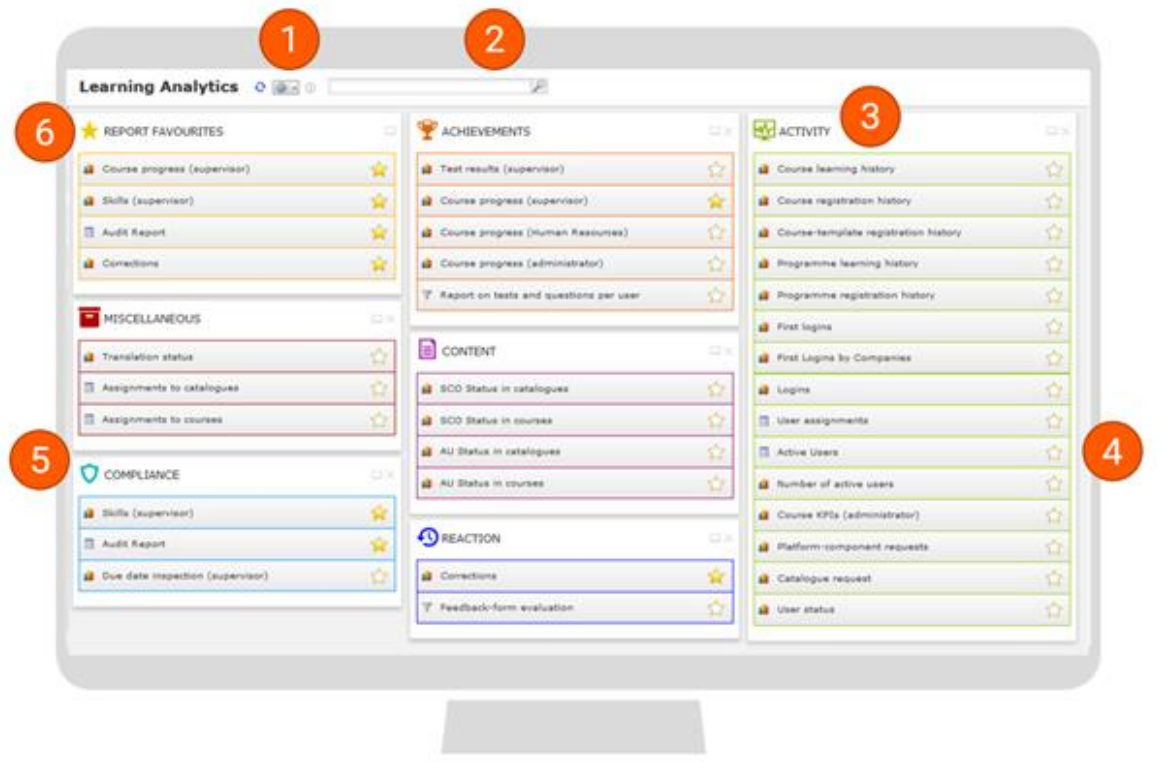 1
2
Learning Analytics
6
REPORT FAVOURITES
Course progress (supervisor)
Skills (supervisor)
Audit Report
Corrections
MISCELLANEOUS
Translation status
Assignments to catalogues
Assignments to courses
5
COMPLIANCE
Skills (supervisor)
Audit Report
Due date inspection (supervisor)
ACHIEVEMENTS
Test results (supervisor)
Course progress (supervisor)
Course progress (Human Resources)
Course progress (administrator)
Report on tests and questions per user
CONTENT
SCO Status in catalogues
SCO Status in courses
AU Status in catalogues
AU Status in courses
REACTION
Corrections
Feedback-form evaluation
ACTIVITY
3
Course learning history
Course registration history
Course-template registration history
Programme learning history
Programme registration history
First logins
First Logins by Companies
Logins
User assignments
Active Users
4
Number of active users
Course KPIs (administrator)
Platform-component requests
Catalogue request
User status